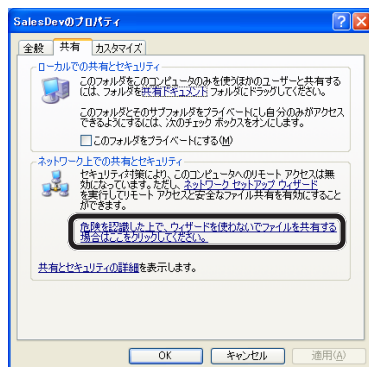 SalesDevのプロパティ
全般 共有 カスタマイズ
ローカルでの共有とセキュリティ
このフォルダをこのコンピュータのみを使うほかのユーザーと共有する
には、フォルダを共有ドキュメント フォルダにドラッグしてください。
このフォルダとそのサブフォルダをプライベートにし自分のみがアクセス
できるようにするには、次のチェック ボックスをオンにします。
このフォルダをプライベートにする(M)
ネットワーク上での共有とセキュリティ
セキュリティ対策により、このコンピュータへのリモート アクセスは無
効になっています。ただし、ネットワーク セットアップ ウィザード
を実行してリモート アクセスと安全なファイル共有を有効にすること
ができます。
危険を認識した上で、ウィザードを使わないでファイルを共有する
場合はここをクリックしてください。
共有とセキュリティの詳細を表示します。
OK キャンセル 適用(A)